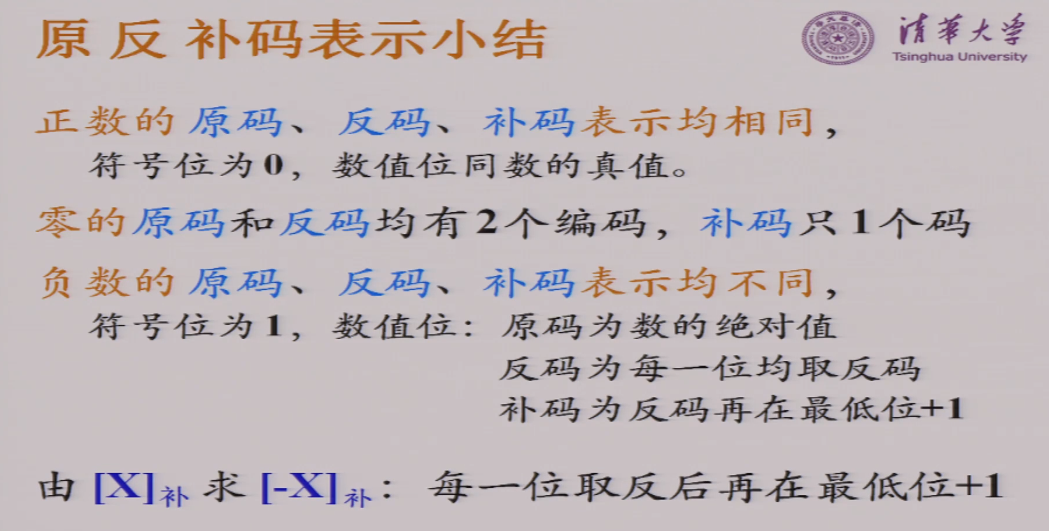 原 反 补码表示小结
清华大学
Tsinghua University
正数的 原码、反码、补码表示均相同，
符号位为 0，数值位同数的真值。
零的原码和反码均有 2 个编码，补码只 1 个码
负数的 原码、反码、补码表示均不同，
符号位为 1，数值位：原码为数的绝对值
反码为每一位均取反码
补码为反码再在最低位+1
由 [X]补 求 [-X]补：每一位取反后再在最低位+1